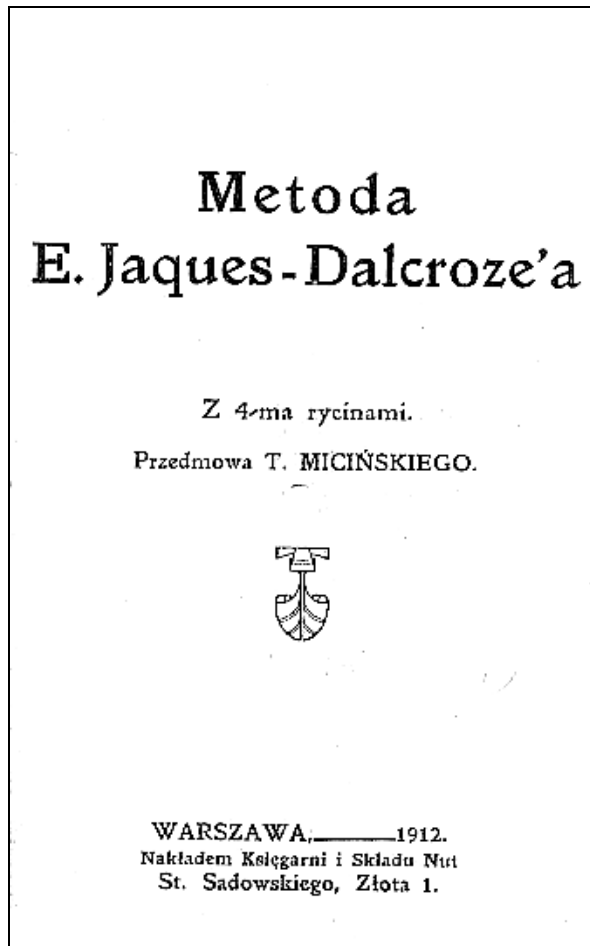 Metoda
E. Jaques-Dalcroze'a
Z 4-ma rycinami.
Przedmowa T. MICIŃSKIEGO.
WARSZAWA, 1912.
Nakładem Księgarni i Składu Nut
St. Sadowskiego, Złota 1.